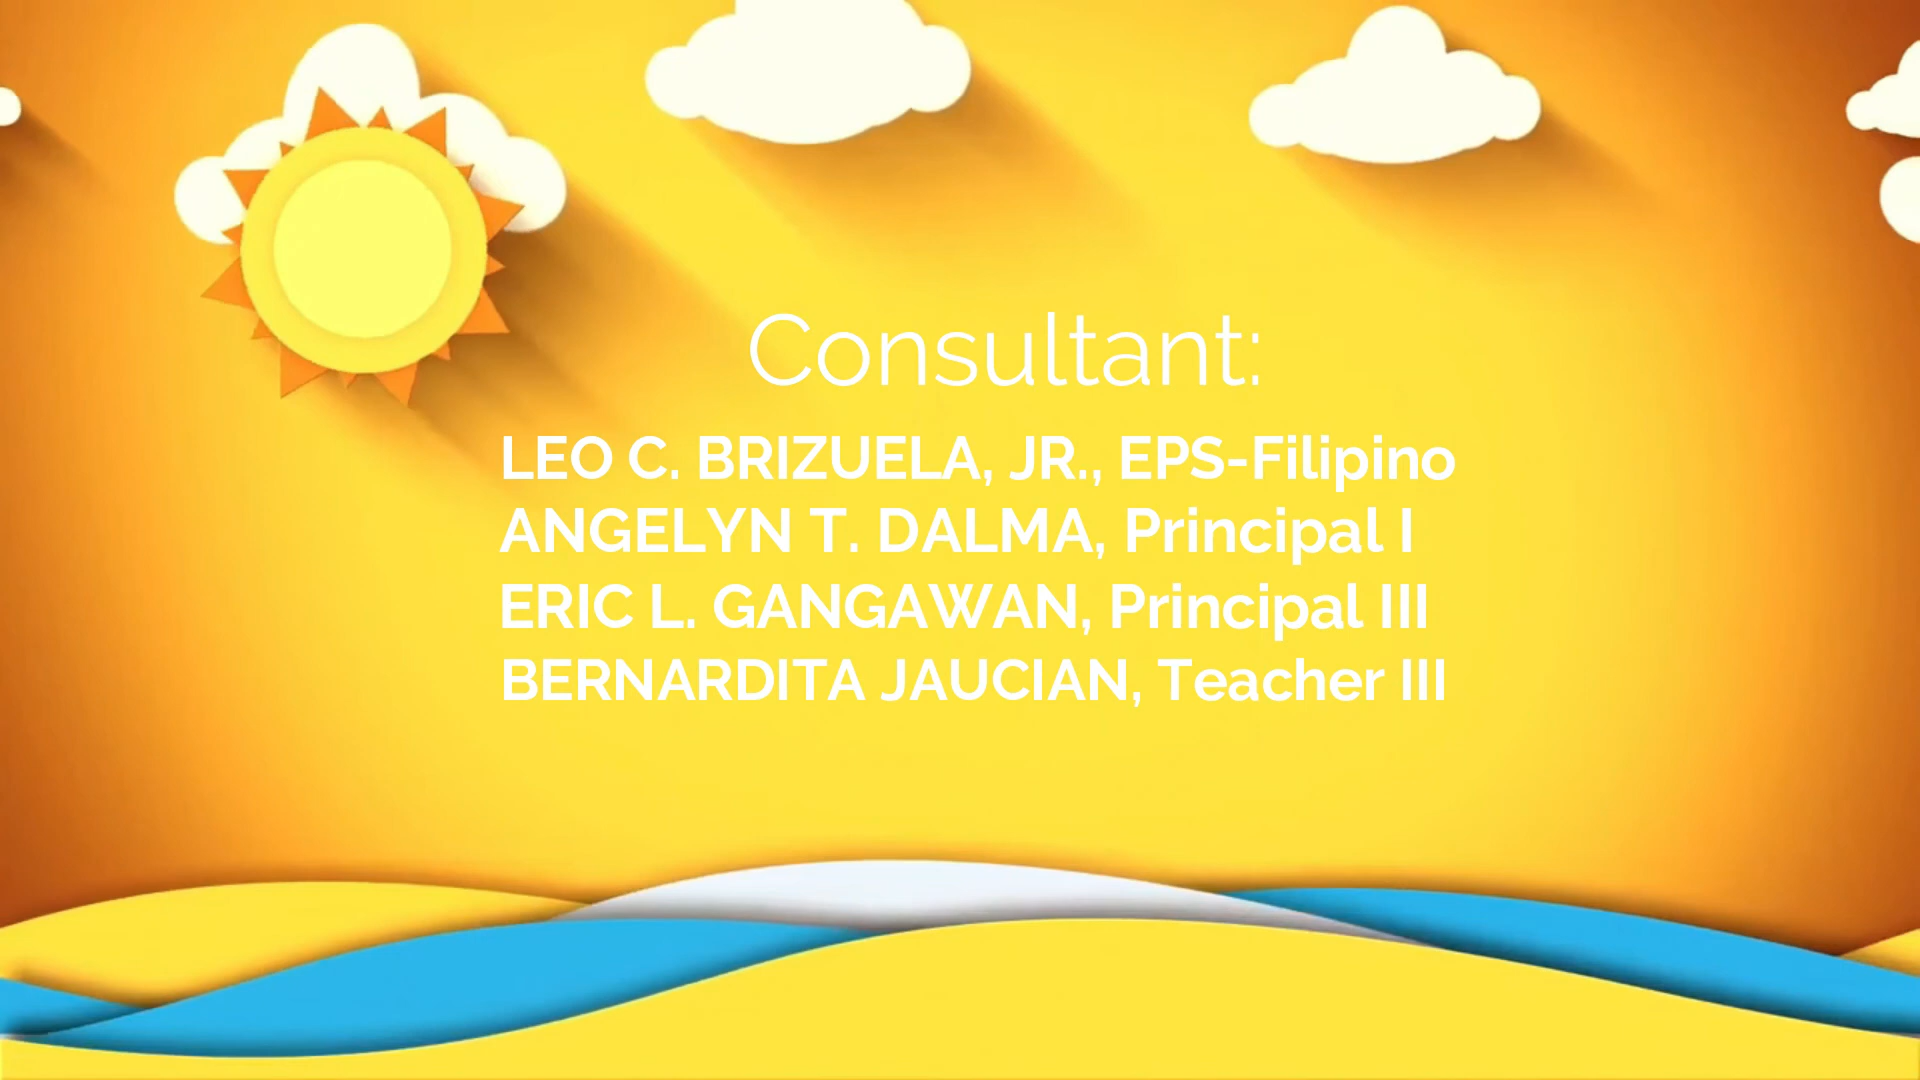 Consultant:
LEO C. BRIZUELA, JR., EPS-Filipino
ANGELYN T. DALMA, Principal I
ERIC L. GANGAWAN, Principal III
BERNARDITA JAUCIAN, Teacher III